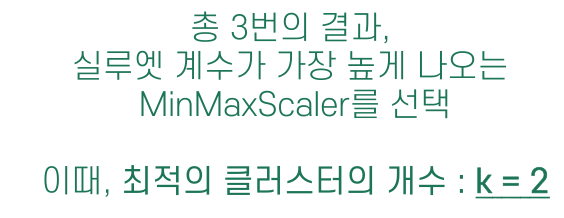 총 3번의 결과,
실루엣 계수가 가장 높게 나오는
MinMaxScaler를 선택
이때, 최적의 클러스터의 개수 : k = 2